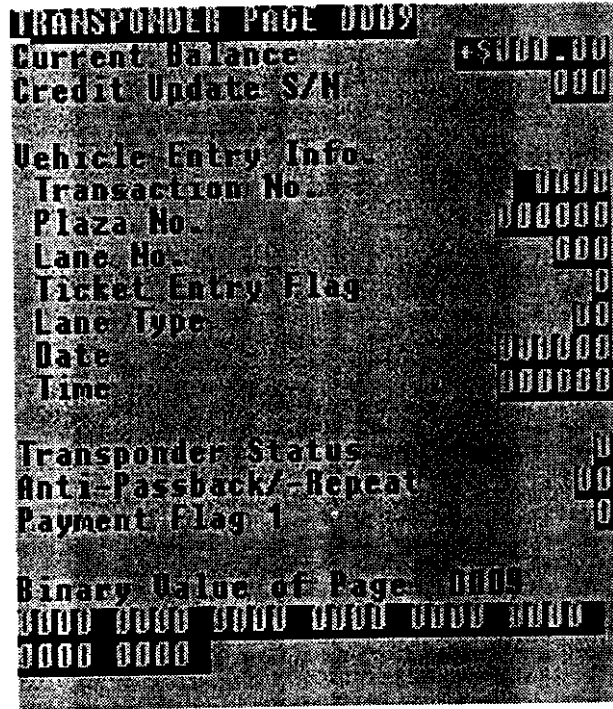 TRANSPONDER PAGE 0009
Current Balance +$000.00
Credit Update S/N 000
Vehicle Entry Info.
Transaction No. 0000
Plaza No. 000000
Lane No. 000
Ticket Entry Flag 0
Lane Type 00
Date 000000
Time 000000
Transponder Status 0
Anti-Passback/-Repeat 00
Payment Flag 1 0
Binary Value of Page 0009
0000 0000 0000 0000 0000 0000
0000 0000